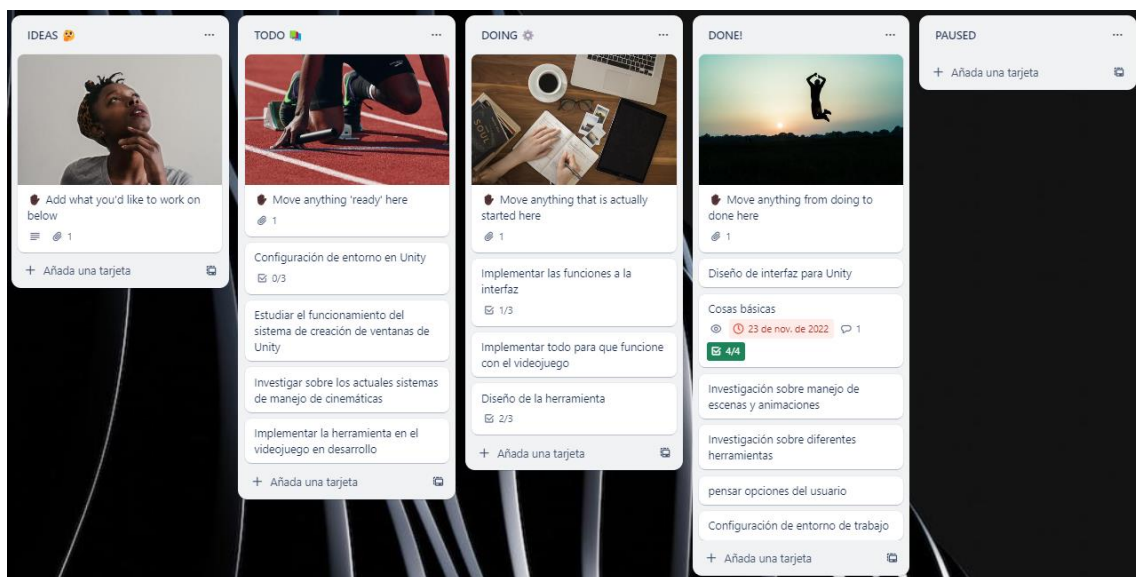 IDEAS 🤔
Add what you'd like to work on
below
1
+ Añada una tarjeta
TODO
Move anything 'ready' here
1
Configuración de entorno en Unity
0/3
Estudiar el funcionamiento del
sistema de creación de ventanas de
Unity
Investigar sobre los actuales sistemas
de manejo de cinemáticas
Implementar la herramienta en el
videojuego en desarrollo
+ Añada una tarjeta
DOING ⚙️
Move anything that is actually
started here
1
Implementar las funciones a la
interfaz
1/3
Implementar todo para que funcione
con el videojuego
Diseño de la herramienta
2/3
+ Añada una tarjeta
DONE!
Move anything from doing to
done here
1
Diseño de interfaz para Unity
Cosas básicas
23 de nov. de 2022 1
4/4
Investigación sobre manejo de
escenas y animaciones
Investigación sobre diferentes
herramientas
pensar opciones del usuario
Configuración de entorno de trabajo
+ Añada una tarjeta
PAUSED
+ Añada una tarjeta
SOUL